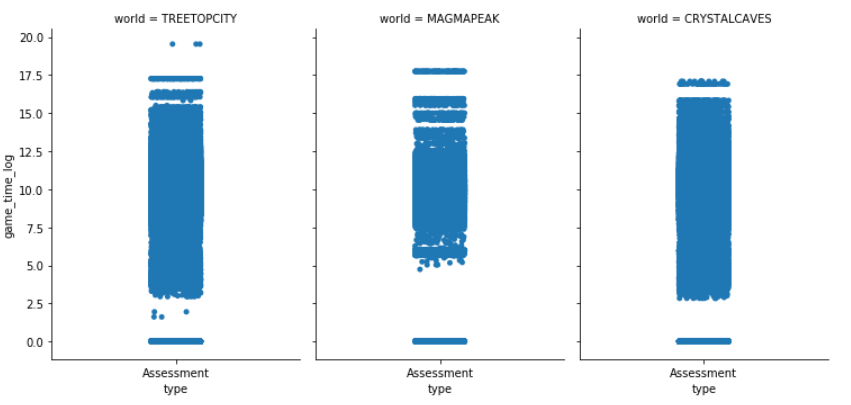 world = TREETOPCITY
world = MAGMAPEAK
world = CRYSTALCAVES
20.0
17.5
15.0
12.5
10.0
7.5
5.0
2.5
0.0
game_time_log
Assessment
type
Assessment
type
Assessment
type